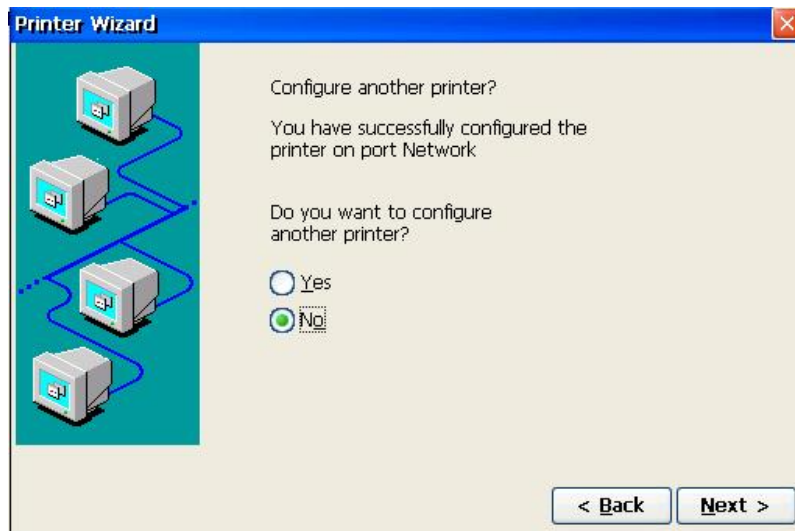 Printer Wizard
Configure another printer?
You have successfully configured the
printer on port Network
Do you want to configure
another printer?
Yes
No
< Back
Next >